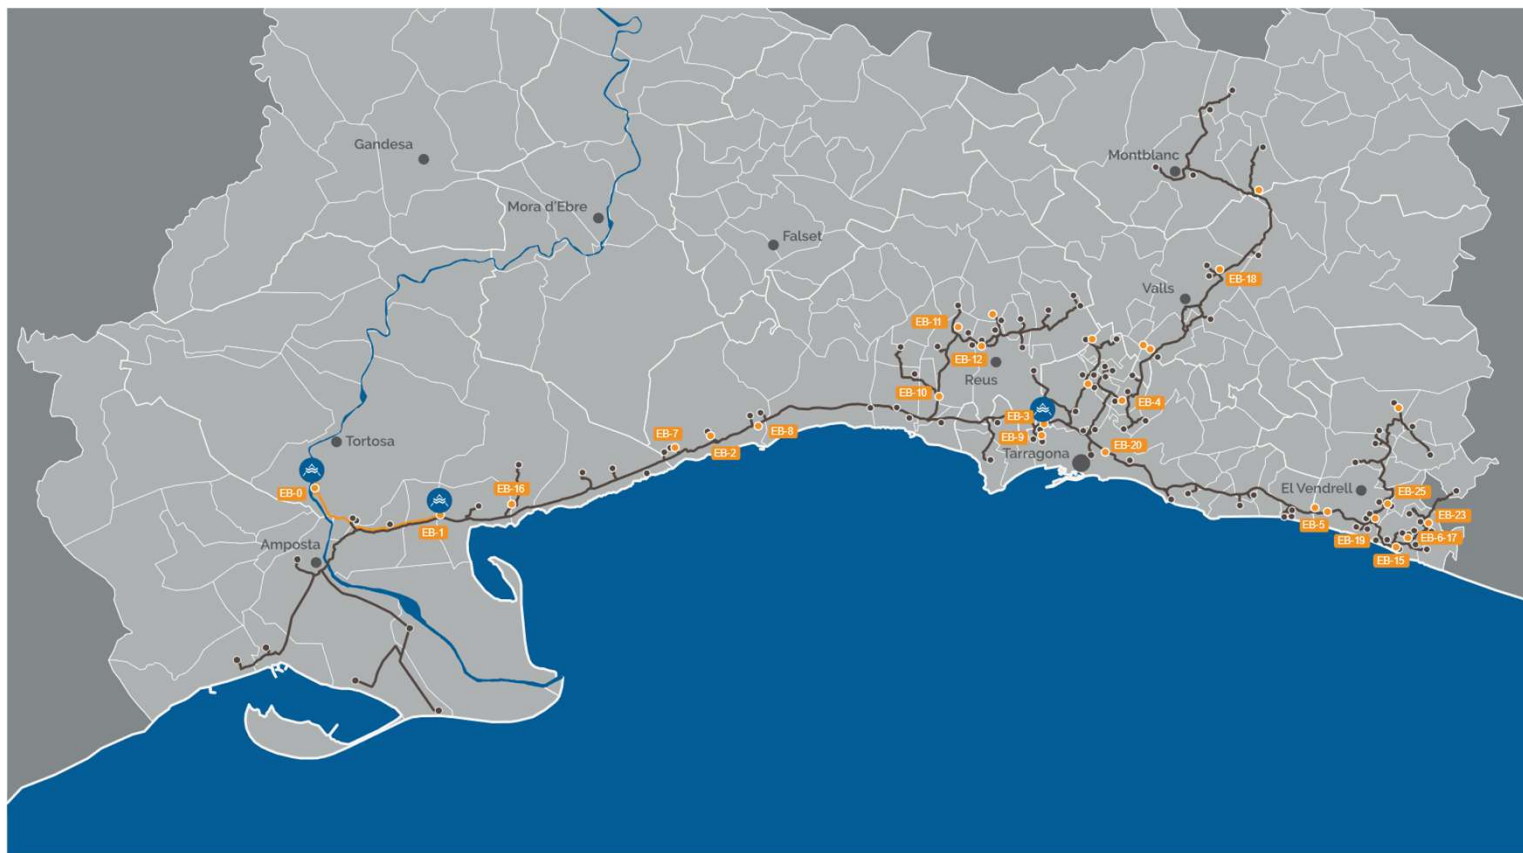 Gandesa
Montblanc
Mora d'Ebre
Falset
EB-18
Valls
EB-11
EB-12
Reus
EB-10
EB-4
EB-3
EB-7
EB-8
EB-9
Tortosa
EB-2
EB-20
Tarragona
EB-0
EB-16
El Vendrell
EB-25
EB-1
EB-5
EB-23
Amposta
EB-19
EB-6-17
EB-15